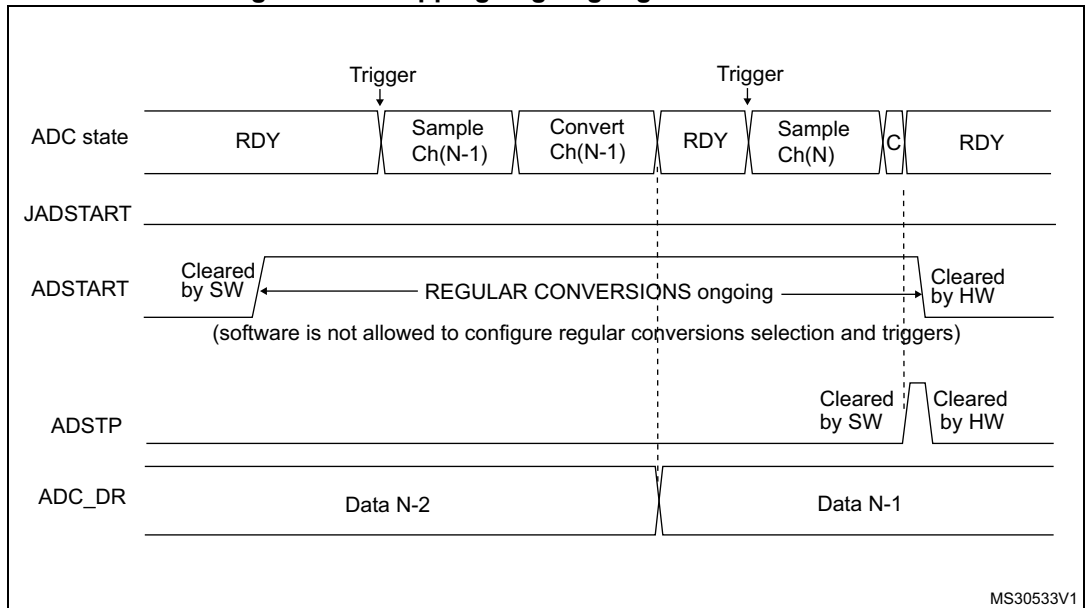 Trigger
Trigger
ADC state
RDY
Sample
Ch(N-1)
Convert
Ch(N-1)
RDY
Sample
Ch(N)
C
RDY
JADSTART
ADSTART
Cleared
by SW
REGULAR CONVERSIONS ongoing
Cleared
by HW
(software is not allowed to configure regular conversions selection and triggers)
ADSTP
Cleared
by SW
Cleared
by HW
ADC_DR
Data N-2
Data N-1
MS30533V1